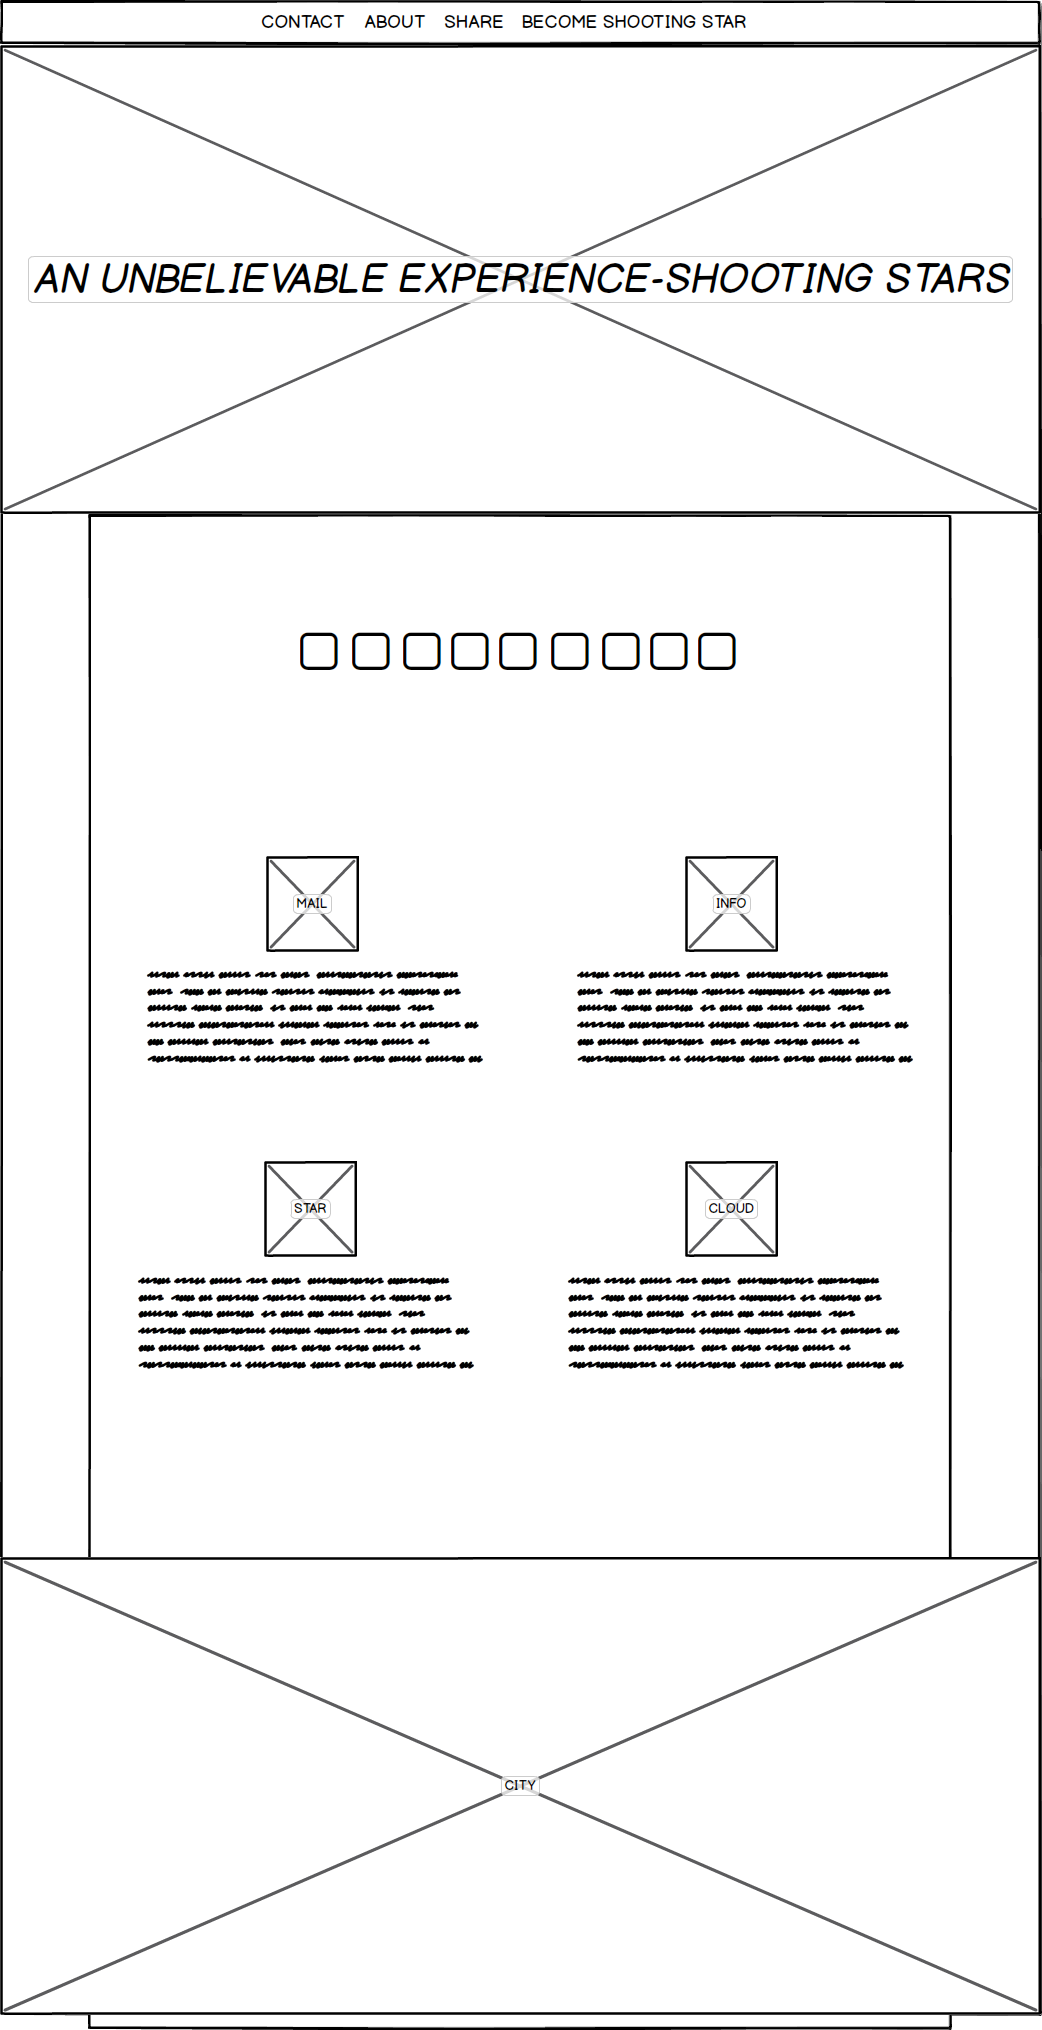 CONTACT ABOUT SHARE BECOME SHOOTING STAR
AN UNBELIEVABLE EXPERIENCE-SHOOTING STARS
MAIL
INFO
STAR
CLOUD
CITY